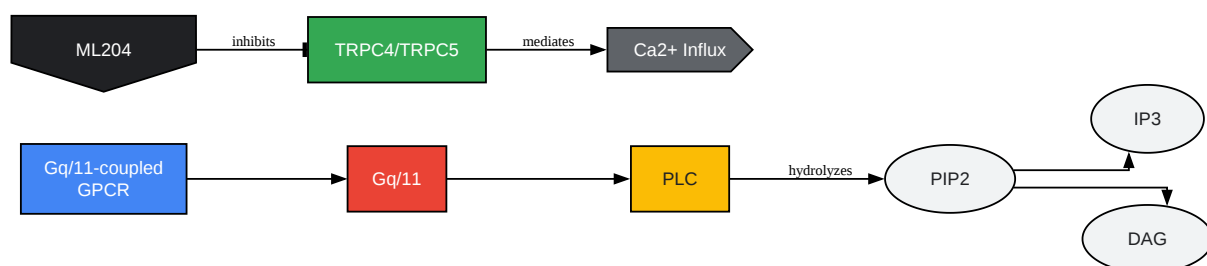 ML204
inhibits
TRPC4/TRPC5
mediates
Ca2+ Influx
IP3
Gq/11-coupled
GPCR
Gq/11
PLC
hydrolyzes
PIP2
DAG